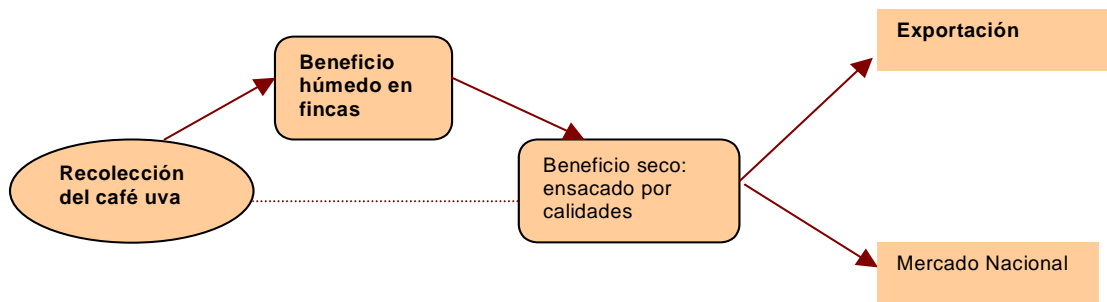 Recolección
del café uva
Beneficio
húmedo en
fincas
Beneficio seco:
ensacado por
calidades
Exportación
Mercado Nacional